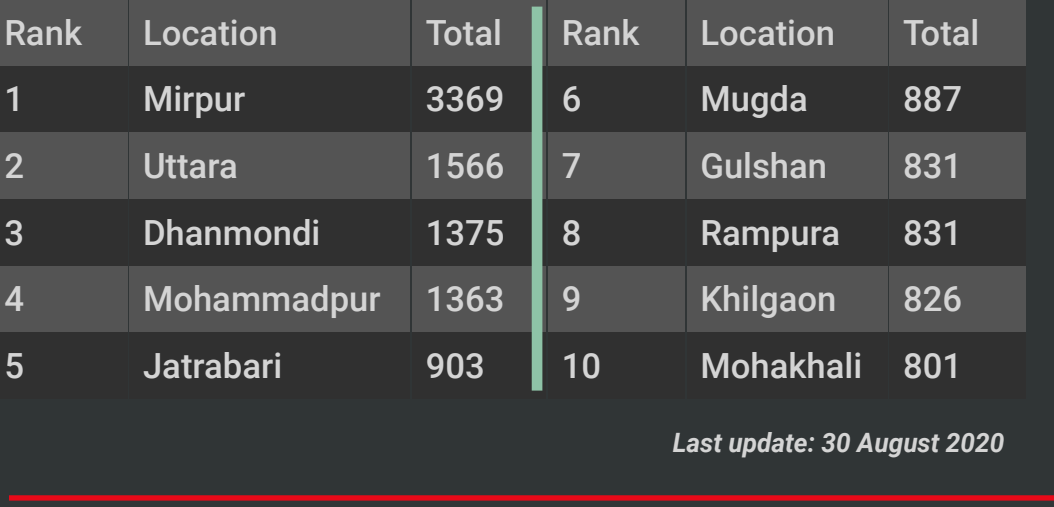 Rank Location Total Rank Location Total
1 Mirpur 3369 6 Mugda 887
2 Uttara 1566 7 Gulshan 831
3 Dhanmondi 1375 8 Rampura 831
4 Mohammadpur 1363 9 Khilgaon 826
5 Jatrabari 903 10 Mohakhali 801
Last update: 30 August 2020